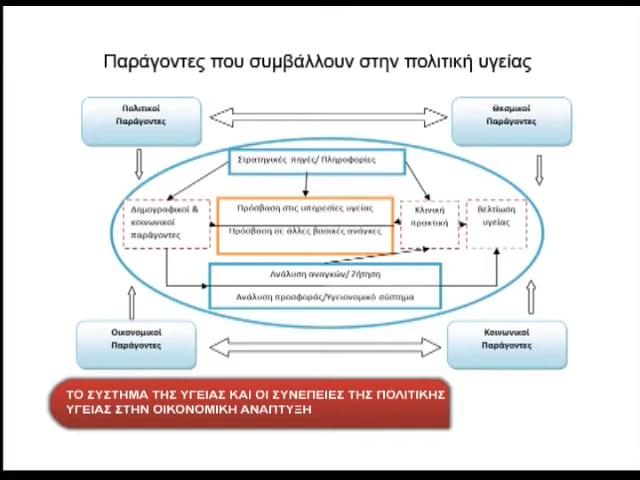 Παράγοντες που συμβάλλουν στην πολιτική υγείας
Πολιτικοί
Παράγοντες
Θεσμικοί
Παράγοντες
Στρατηγικές πηγές/ Πληροφορίες
Δημογραφικοί &
κοινωνικοί
παράγοντες
Πρόσβαση στις υπηρεσίες υγείας
Πρόσβαση σε άλλες βασικές ανάγκες
Κλινική
πρακτική
Βελτίωση
υγείας
Ανάλυση αναγκών/ Ζήτηση
Ανάλυση προσφοράς/Υγειονομικό σύστημα
Οικονομικοί
Παράγοντες
Κοινωνικοί
Παράγοντες
ΤΟ ΣΥΣΤΗΜΑ ΤΗΣ ΥΓΕΙΑΣ ΚΑΙ ΟΙ ΣΥΝΕΠΕΙΕΣ ΤΗΣ ΠΟΛΙΤΙΚΗΣ
ΥΓΕΙΑΣ ΣΤΗΝ ΟΙΚΟΝΟΜΙΚΗ ΑΝΑΠΤΥΞΗ